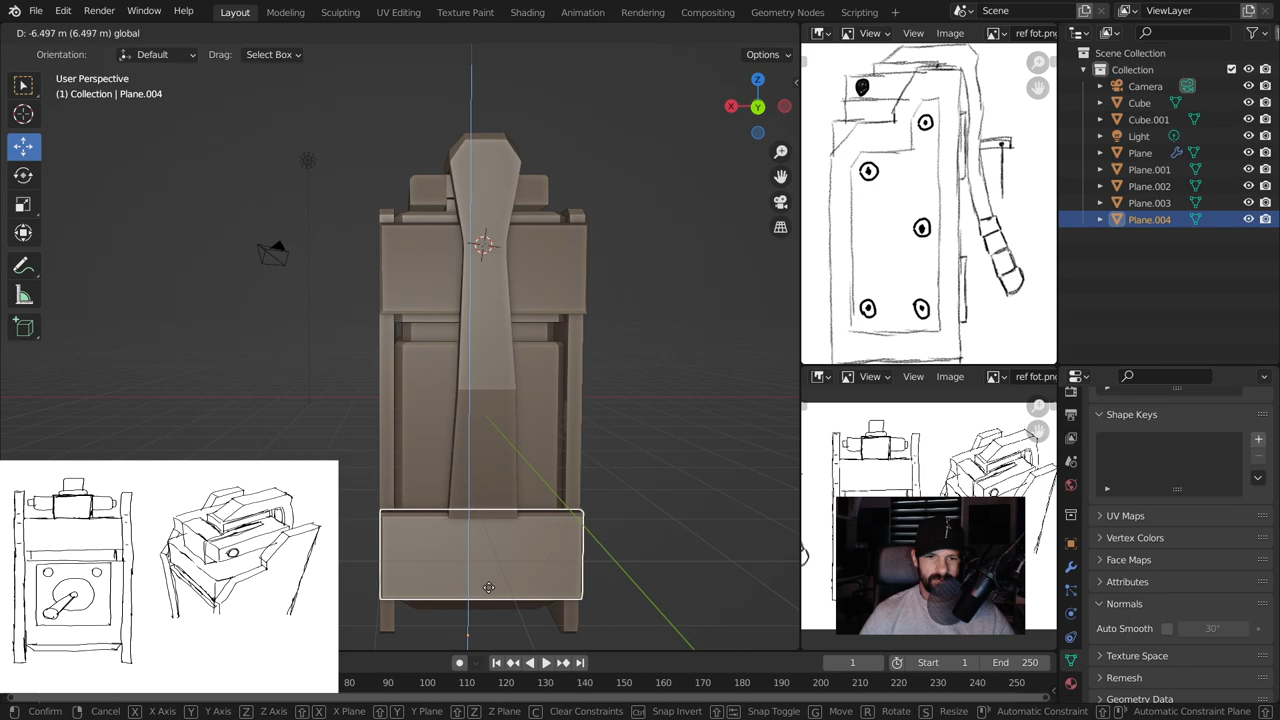 File Edit Render Window Help Layout Modeling Sculpting UV Editing Texture Paint Shading Animation Rendering Compositing Geometry Nodes Scripting Scene ViewLayer
D: -6.497 m (6.497 m) global
View View Image ref fot.png
Orientation: Default Drag: Select Box Options
User Perspective
(1) Collection | Plane.004
Z
X
Y
Scene Collection
Collection
Camera
Cube
Cube.001
Light
Plane
Plane.001
Plane.002
Plane.003
Plane.004
View View Image ref fot.png
Shape Keys
UV Maps
Vertex Colors
Face Maps
Attributes
Normals
Auto Smooth 30°
Texture Space
Remesh
Geometry Data
1 Start 1 End 250
80 90 100 110 120 130 140 150 160 170 180 190 200 210 220 230 240 250
Confirm Cancel X X Axis Y Y Axis Z Z Axis X X Plane Y Y Plane Z Z Plane C Clear Constraints Snap Invert Snap Toggle G Move R Rotate S Resize Automatic Constraint Automatic Constraint Plane